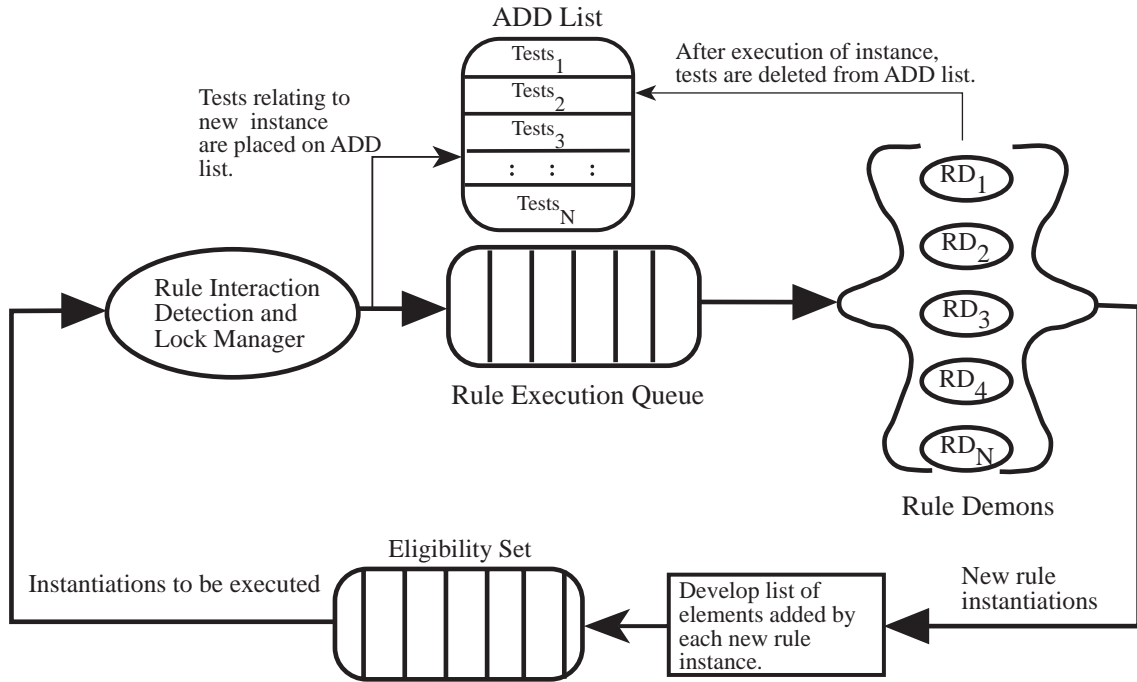 ADD List
Tests1
Tests2
Tests3
: : :
TestsN
After execution of instance,
tests are deleted from ADD list.
Tests relating to
new instance
are placed on ADD
list.
Rule Interaction
Detection and
Lock Manager
Rule Execution Queue
RD1
RD2
RD3
RD4
RDN
Rule Demons
Eligibility Set
Instantiations to be executed
Develop list of
elements added by
each new rule
instance.
New rule
instantiations